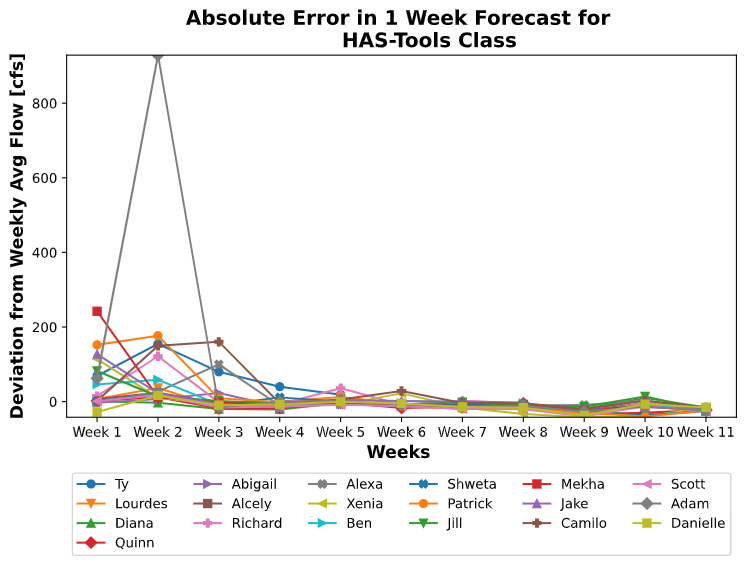 Absolute Error in 1 Week Forecast for
HAS-Tools Class
Deviation from Weekly Avg Flow [cfs]
800
600
400
200
0
Week 1 Week 2 Week 3 Week 4 Week 5 Week 6 Week 7 Week 8 Week 9 Week 10 Week 11
Weeks
Ty Abigail Alexa Shweta Mekha Scott
Lourdes Alcely Xenia Patrick Jake Adam
Diana Richard Ben Jill Camilo Danielle
Quinn